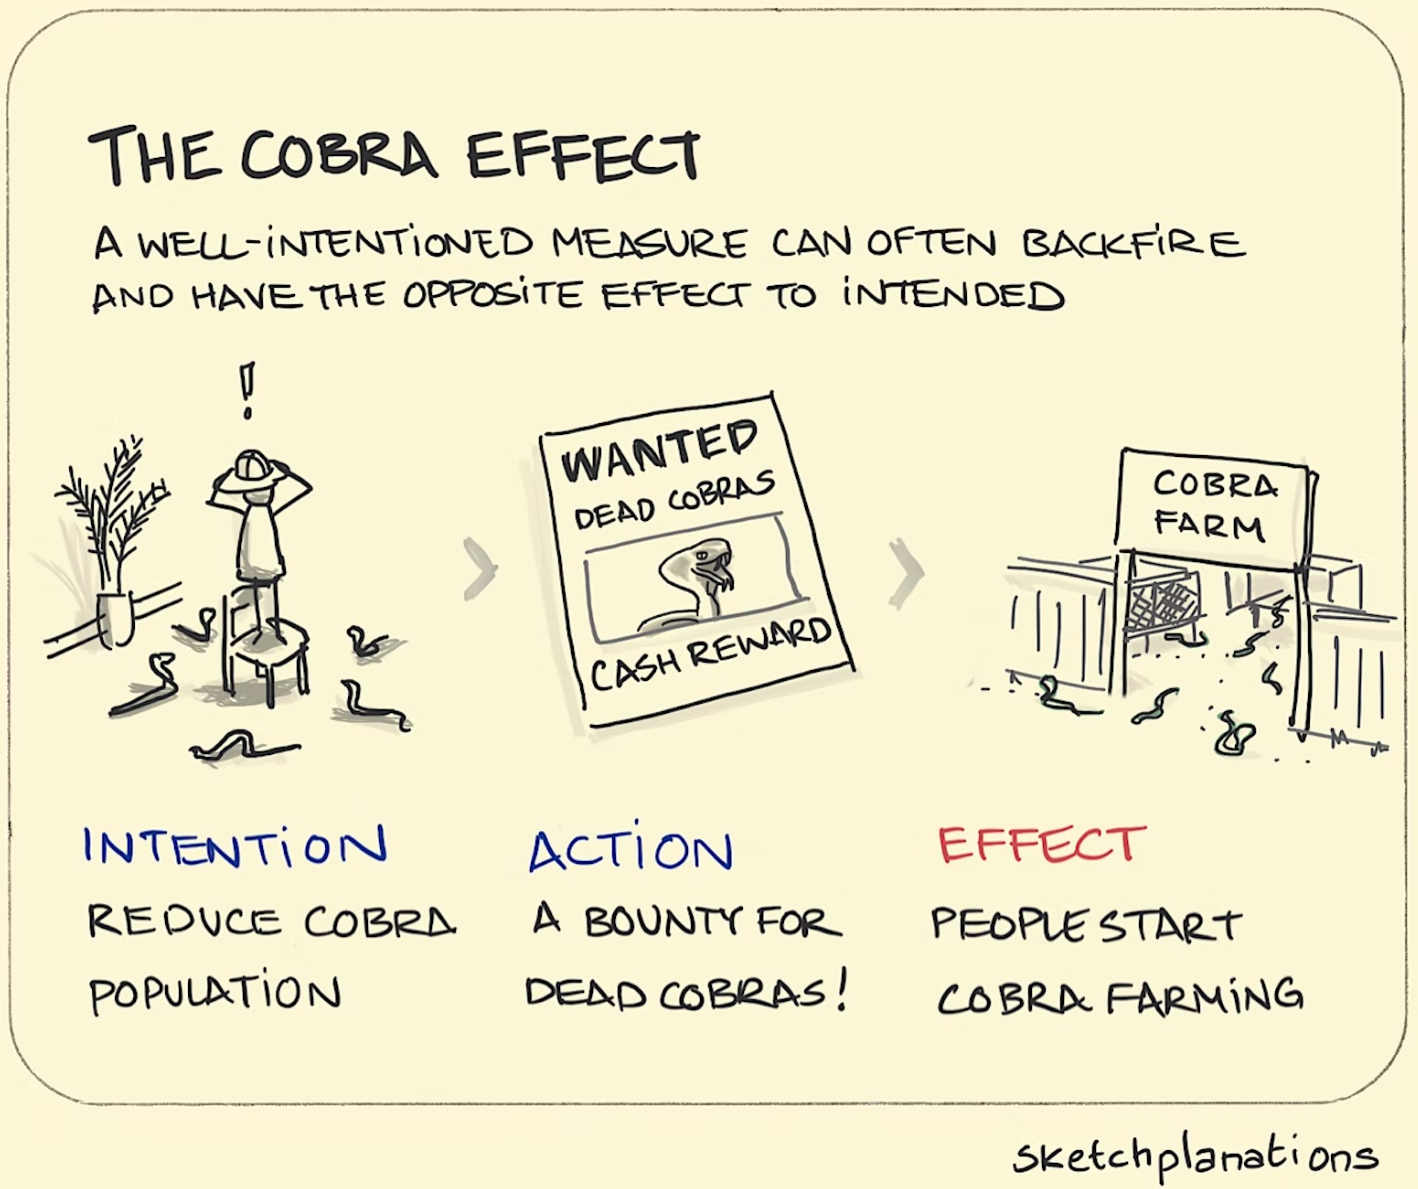 THE COBRA EFFECT
A WELL-INTENTIONED MEASURE CAN OFTEN BACKFIRE
AND HAVE THE OPPOSITE EFFECT TO INTENDED
!
WANTED
DEAD COBRAS
CASH REWARD
COBRA
FARM
INTENTION
REDUCE COBRA
POPULATION
ACTION
A BOUNTY FOR
DEAD COBRAS!
EFFECT
PEOPLE START
COBRA FARMING
sketchplanations